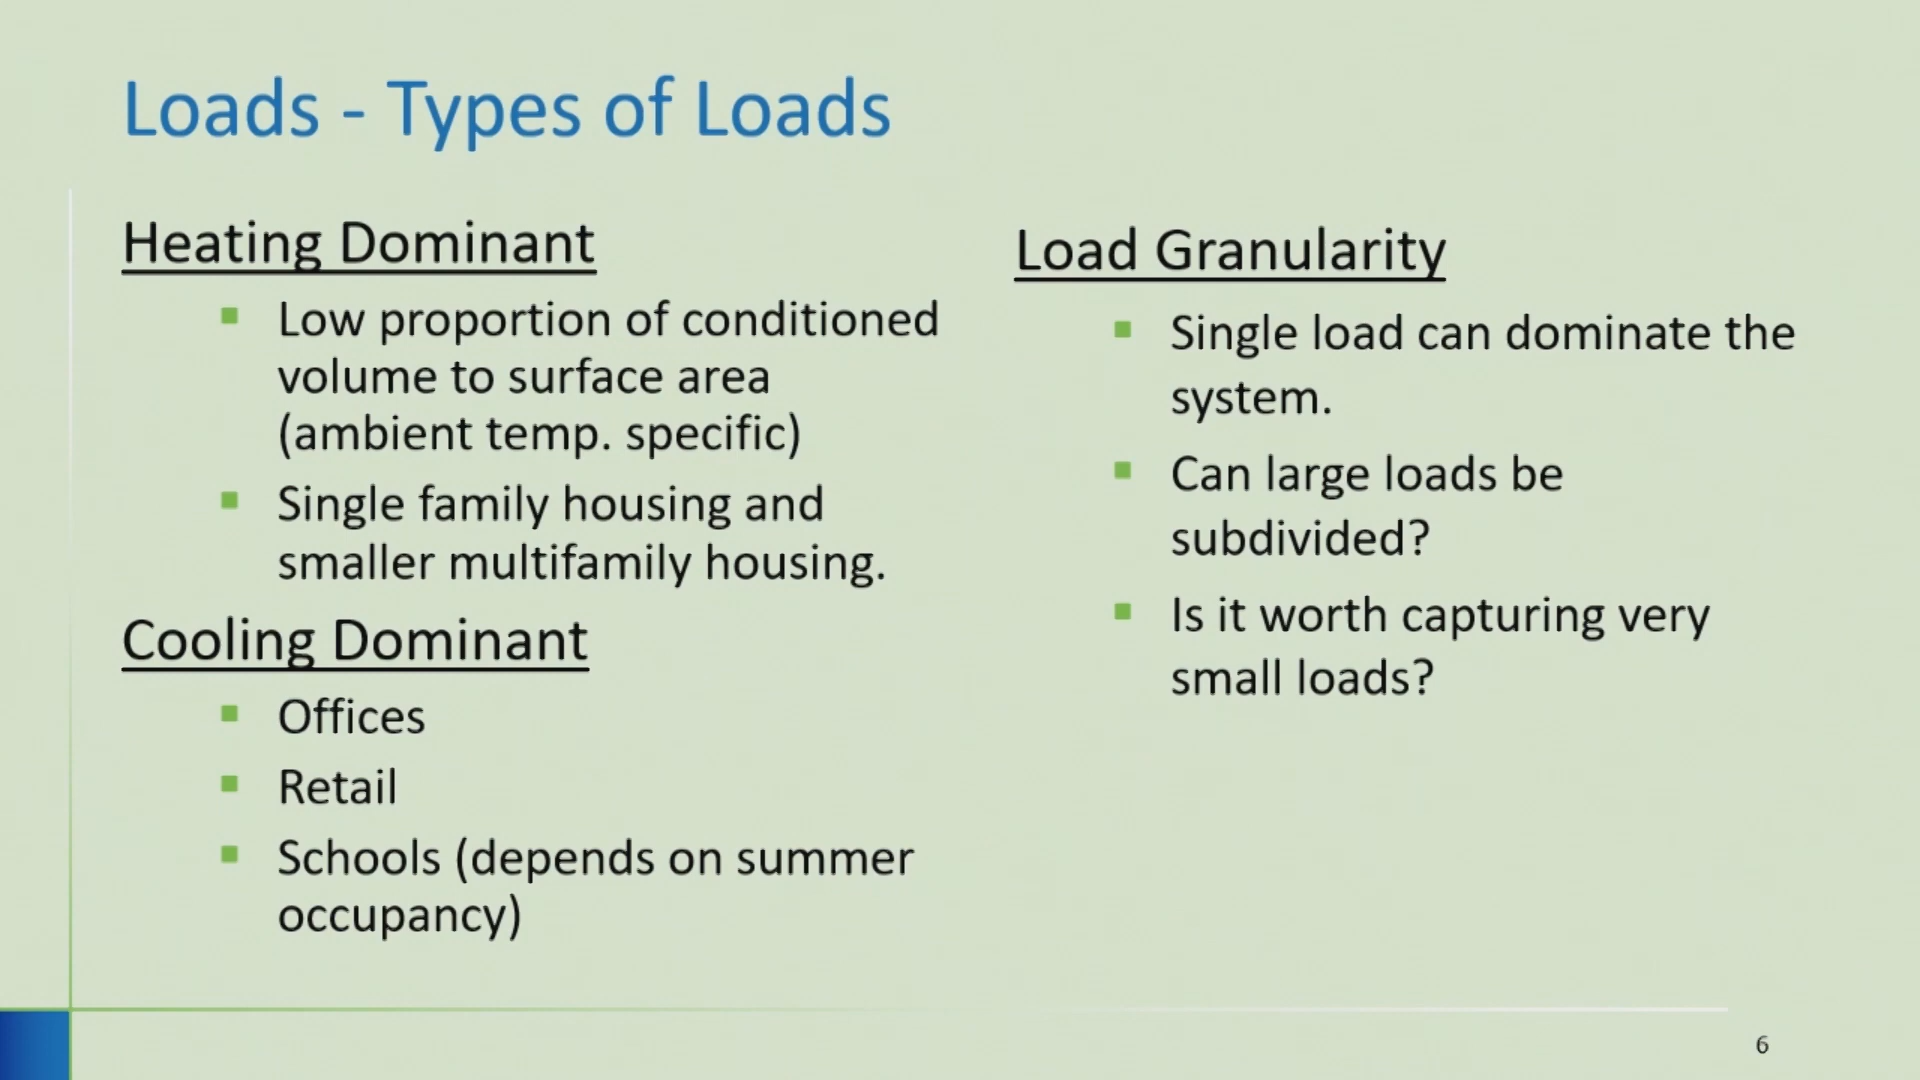 Loads - Types of Loads
Heating Dominant
Low proportion of conditioned
volume to surface area
(ambient temp. specific)
Single family housing and
smaller multifamily housing.
Cooling Dominant
Offices
Retail
Schools (depends on summer
occupancy)
Load Granularity
Single load can dominate the
system.
Can large loads be
subdivided?
Is it worth capturing very
small loads?
6